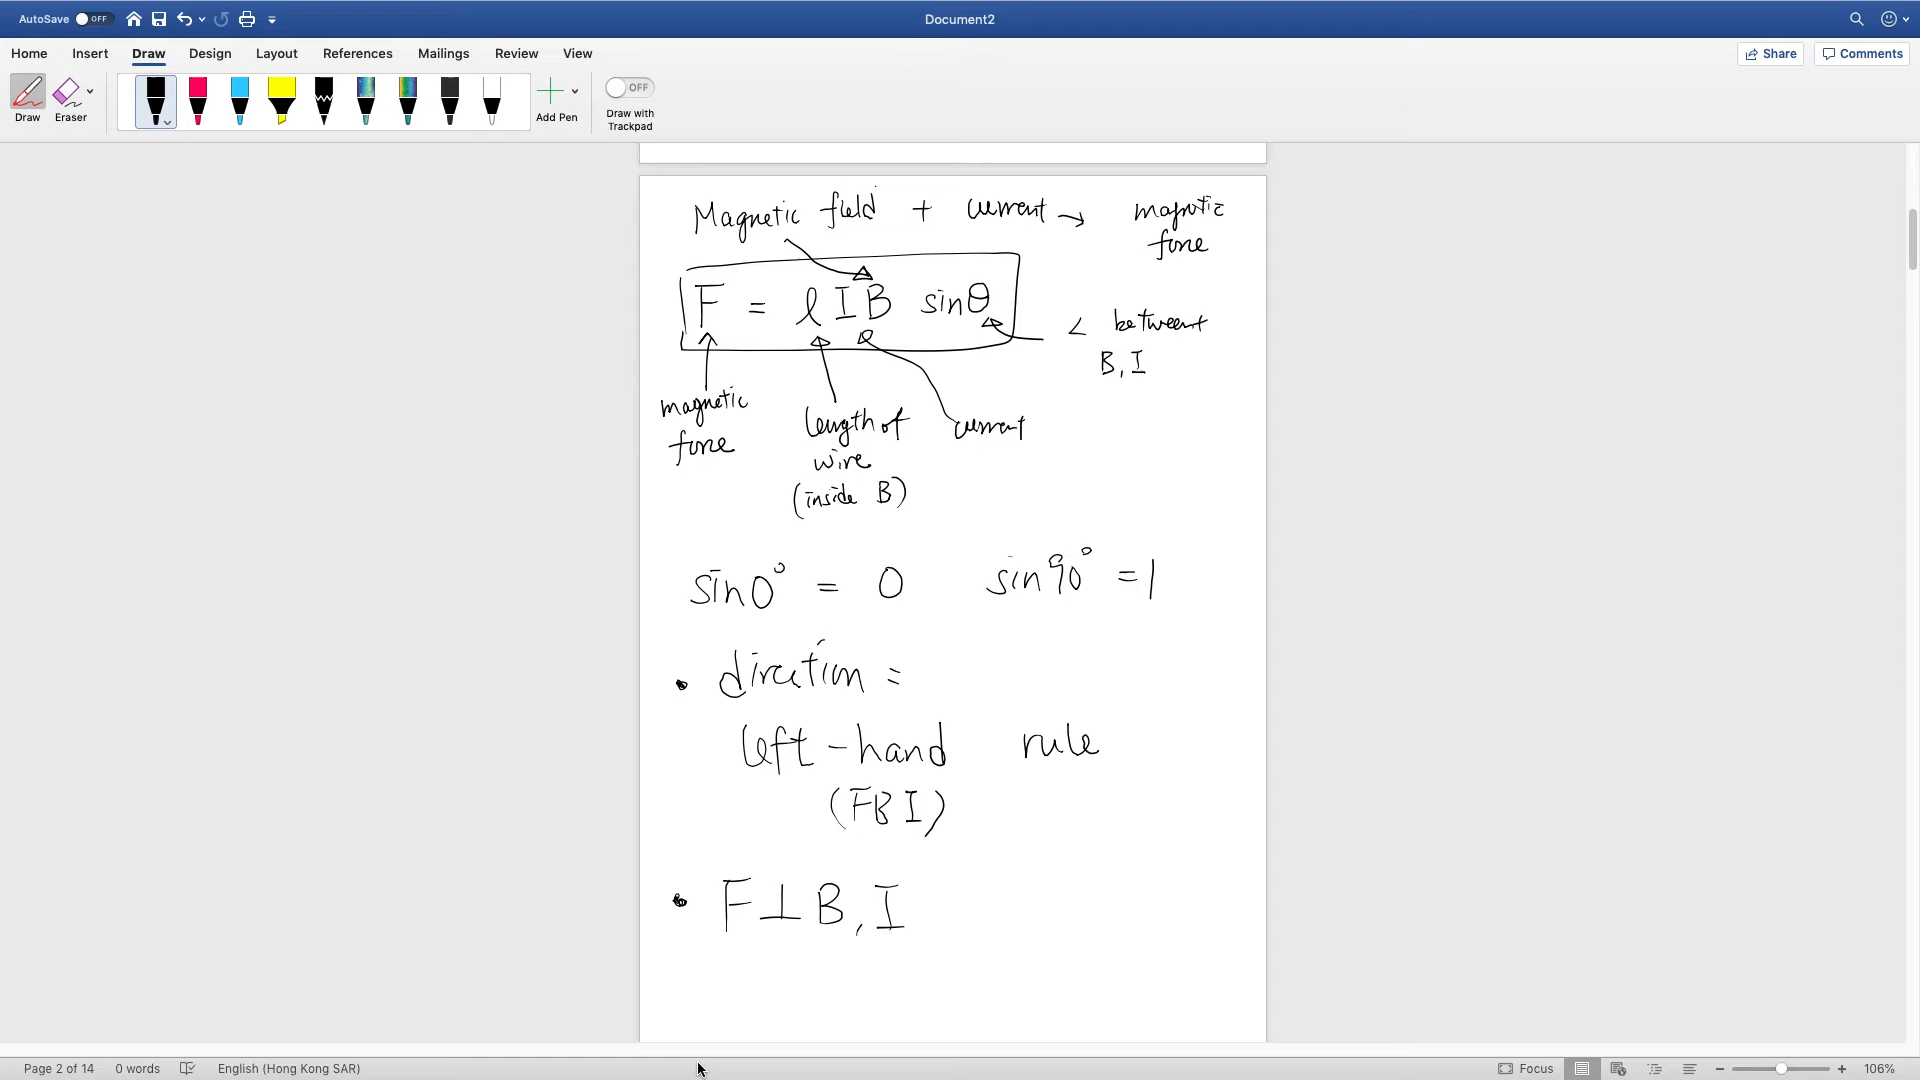 AutoSave OFF
Document2
Home Insert Draw Design Layout References Mailings Review View
Share Comments
Draw Eraser Add Pen OFF
Draw with
Trackpad
Magnetic field + current → magnetic
force
F = ℓIB sinθ
∠ between
B, I
magnetic
force
length of
wire
(inside B)
current
sin0° = 0 sin90° = 1
• direction =
left-hand rule
(FBI)
• F⊥B, I
Page 2 of 14 0 words English (Hong Kong SAR) Focus 106%